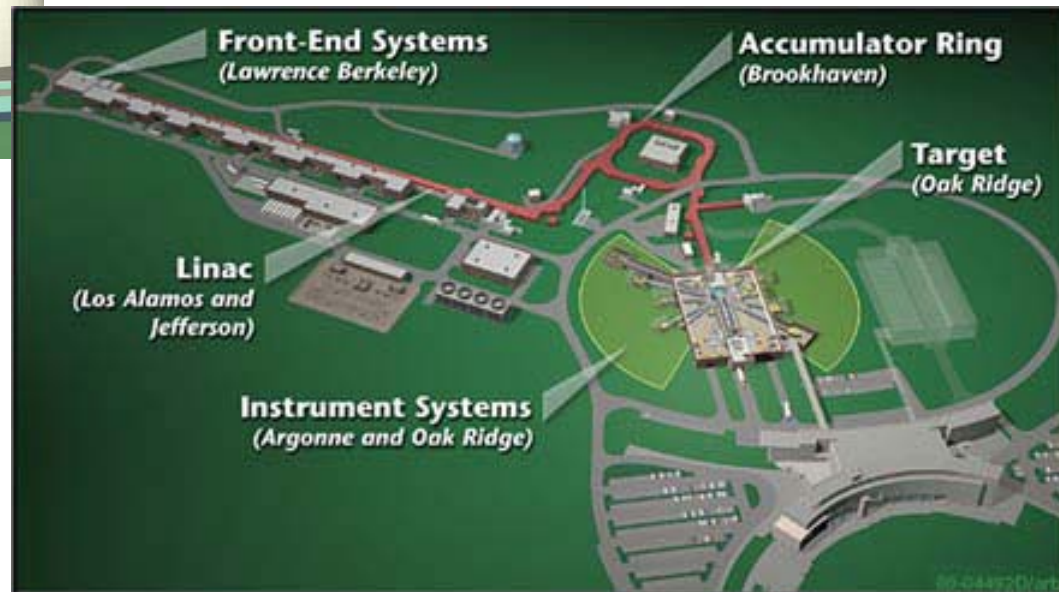 Front-End Systems
(Lawrence Berkeley)
Accumulator Ring
(Brookhaven)
Target
(Oak Ridge)
Linac
(Los Alamos and
Jefferson)
Instrument Systems
(Argonne and Oak Ridge)